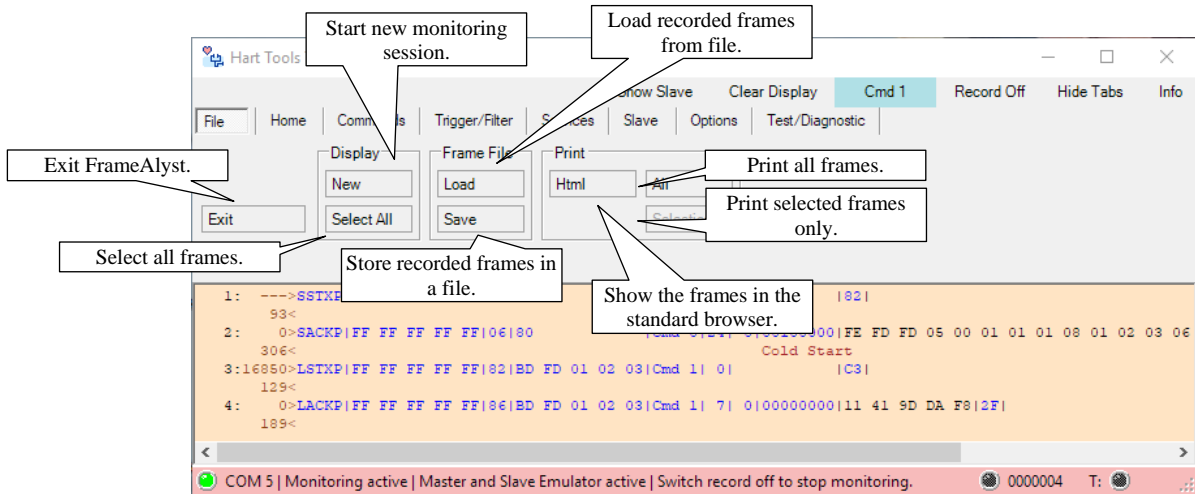 Start new monitoring
session.
Load recorded frames
from file.
Hart Tools
Show Slave Clear Display Cmd 1 Record Off Hide Tabs Info
File Home Trigger/Filter Slave Options Test/Diagnostic
Exit FrameAlyst.
Display Frame File Print
New Load Html All
Print all frames.
Exit Select All Save
Print selected frames
only.
Select all frames.
Store recorded frames in
a file.
Show the frames in the
standard browser.
1: --->SSTXP |82|
93<
2: 0>SACKP|FF FF FF FF FF|06|80 |FE FD FD 05 00 01 01 01 08 01 02 03 06
306< Cold Start
3:16850>LSTXP|FF FF FF FF FF|82|BD FD 01 02 03|Cmd 1| 0| |C3|
129<
4: 0>LACKP|FF FF FF FF FF|86|BD FD 01 02 03|Cmd 1| 7| 0|00000000|11 41 9D DA F8|2F|
189<
COM 5 | Monitoring active | Master and Slave Emulator active | Switch record off to stop monitoring. 0000004 T: